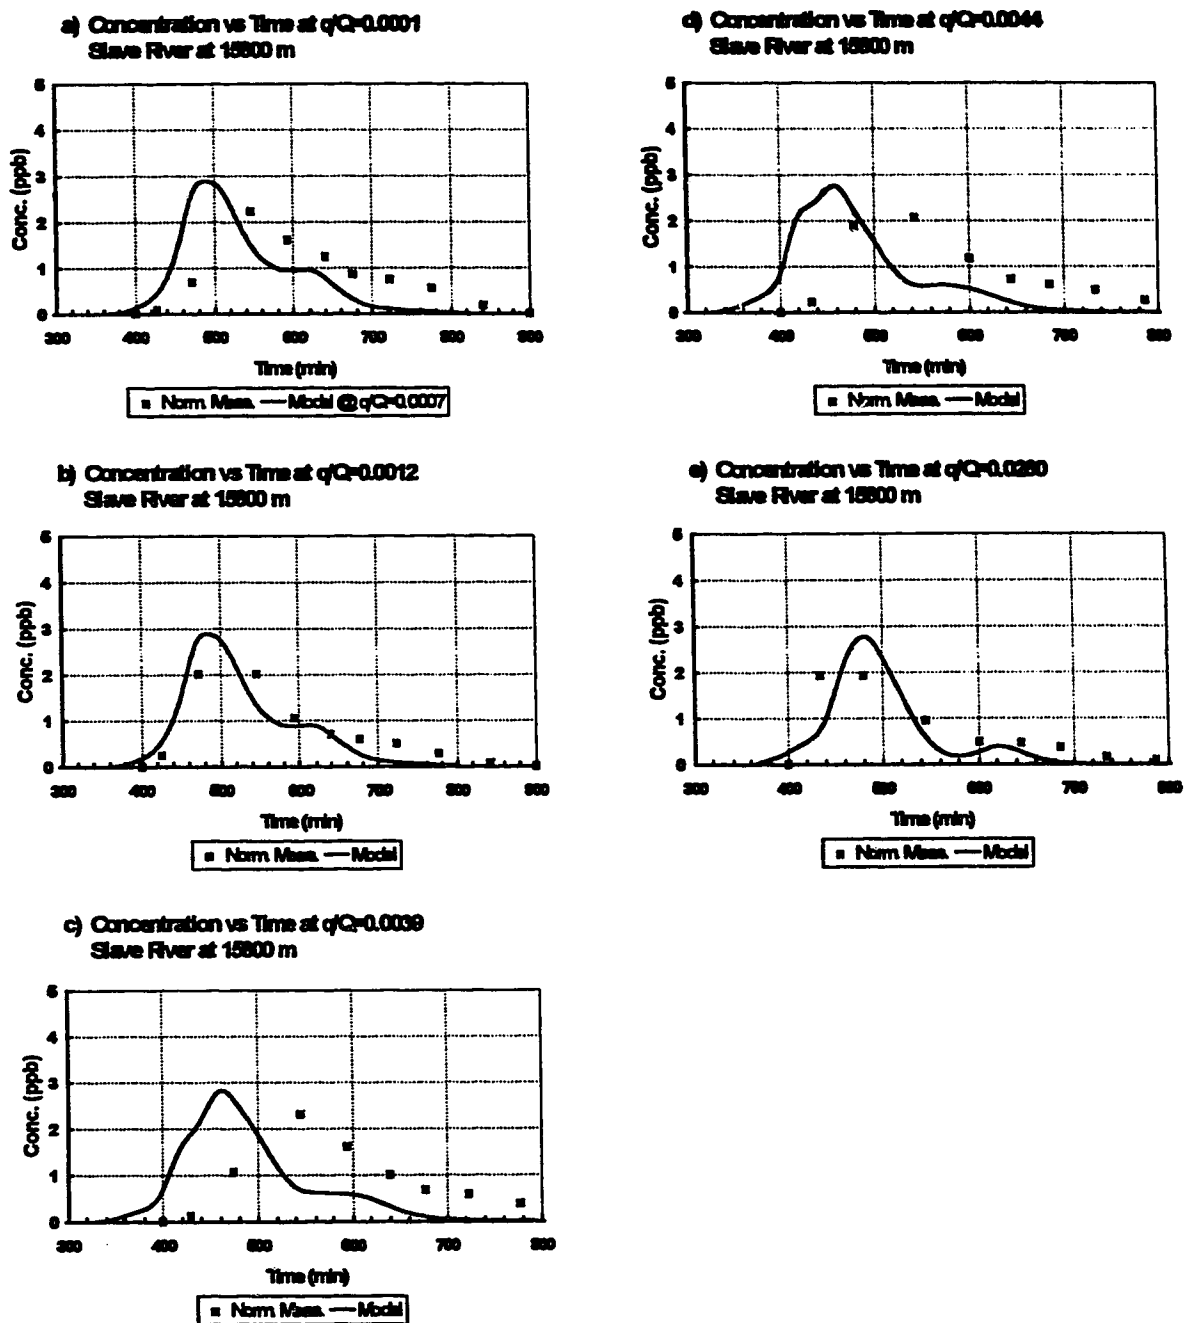 a) Concentration vs Time at q/Q=0.0001
Slave River at 15800 m
5
4
3
2
1
0
Conc. (ppb)
300 400 500 600 700 800 900
Time (min)
Norm. Meas. Model @ q/Q=0.0007
b) Concentration vs Time at q/Q=0.0012
Slave River at 15800 m
5
4
3
2
1
0
Conc. (ppb)
300 400 500 600 700 800 900
Time (min)
Norm. Meas. Model
c) Concentration vs Time at q/Q=0.0039
Slave River at 15800 m
5
4
3
2
1
0
Conc. (ppb)
300 400 500 600 700 800
Time (min)
Norm. Meas. Model
d) Concentration vs Time at q/Q=0.0044
Slave River at 15800 m
5
4
3
2
1
0
Conc. (ppb)
300 400 500 600 700 800
Time (min)
Norm. Meas. Model
e) Concentration vs Time at
Slave River at 15800 m
5
4
3
2
1
0
Conc. (ppb)
300 400 500 600 700 800
Time (min)
Norm. Meas. Model